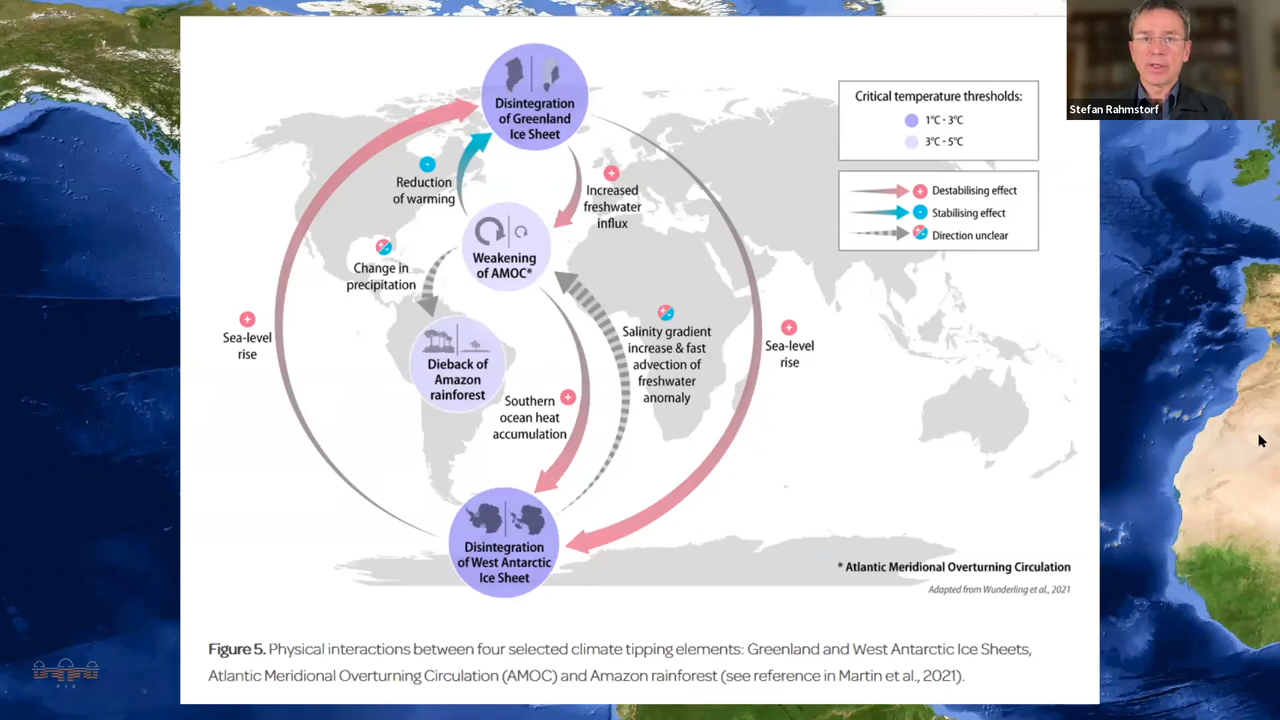 Stefan Rahmstorf
Disintegration
of Greenland
Ice Sheet
Critical temperature thresholds:
1°C - 3°C
3°C - 5°C
Destabilising effect
Stabilising effect
Direction unclear
-
Reduction
of warming
+
Increased
freshwater
influx
Weakening
of AMOC*
Change in
precipitation
+
Sea-level
rise
Salinity gradient
increase & fast
advection of
freshwater
anomaly
+
Sea-level
rise
Dieback of
Amazon
rainforest
+
Southern
ocean heat
accumulation
Disintegration
of West Antarctic
Ice Sheet
* Atlantic Meridional Overturning Circulation
Adapted from Wunderling et al., 2021
Figure 5. Physical interactions between four selected climate tipping elements: Greenland and West Antarctic Ice Sheets,
Atlantic Meridional Overturning Circulation (AMOC) and Amazon rainforest (see reference in Martin et al., 2021).
P I K